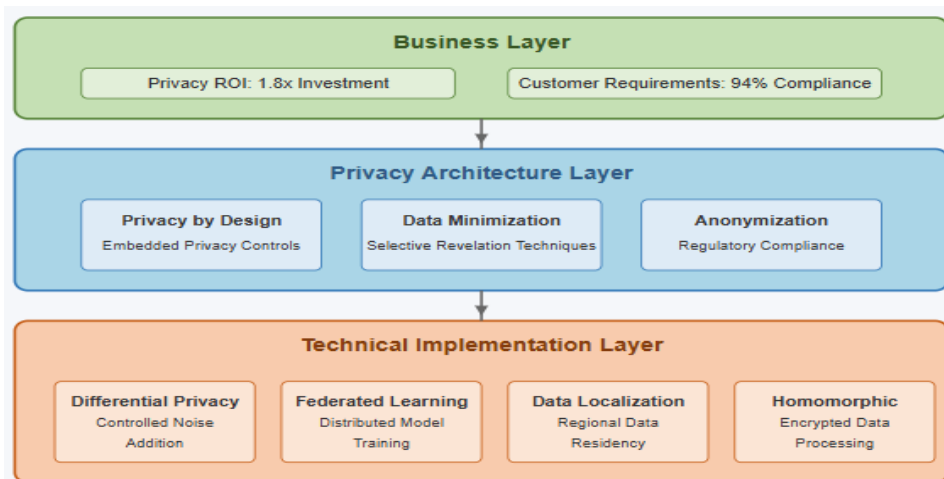 Business Layer
Privacy ROI: 1.8x Investment
Customer Requirements: 94% Compliance
Privacy Architecture Layer
Privacy by Design
Embedded Privacy Controls
Data Minimization
Selective Revelation Techniques
Anonymization
Regulatory Compliance
Technical Implementation Layer
Differential Privacy
Controlled Noise
Addition
Federated Learning
Distributed Model
Training
Data Localization
Regional Data
Residency
Homomorphic
Encrypted Data
Processing